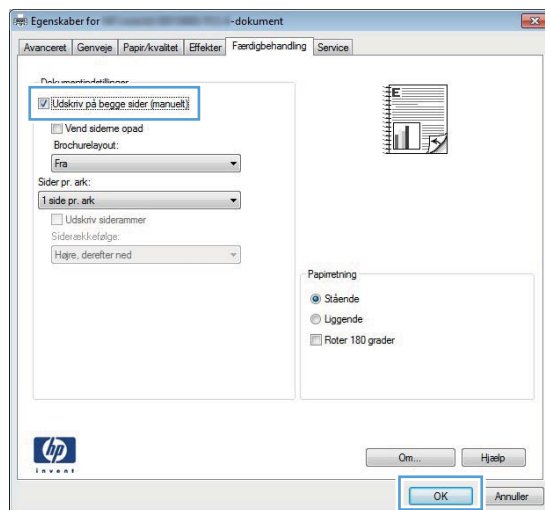 Egenskaber for -dokument
Avanceret Genveje Papir/kvalitet Effekter Færdigbehandling Service
Dokumentindstillinger
Udskriv på begge sider (manuelt)
Vend siderne opad
Brochurelayout:
Fra
Sider pr. ark:
1 side pr. ark
Udskriv siderammer
Siderækkefølge:
Højre, derefter ned
E
Papirretning
Stående
Liggende
Roter 180 grader
hp
invent
Om... Hjælp
OK Annuller